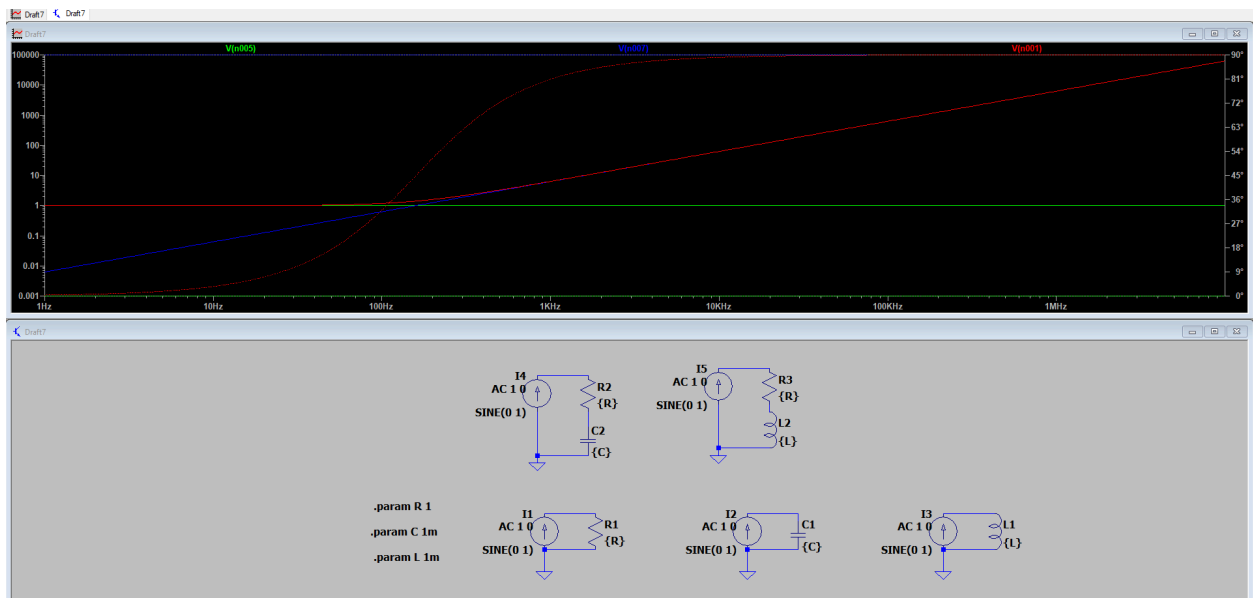 Draft7 Draft7
Draft7
V(n005) V(n007) V(n001)
100000 90°
10000 81°
1000 72°
63°
100 54°
10 45°
1 36°
27°
0.1 18°
0.01 9°
0.001 0°
1Hz 10Hz 100Hz 1KHz 10KHz 100KHz 1MHz
Draft7
I4
AC 1 0
SINE(0 1)
R2
{R}
C2
{C}
I5
AC 1 0
SINE(0 1)
R3
{R}
L2
{L}
.param R 1
.param C 1m
.param L 1m
I1
AC 1 0
SINE(0 1)
R1
{R}
I2
AC 1 0
SINE(0 1)
C1
{C}
I3
AC 1 0
SINE(0 1)
L1
{L}